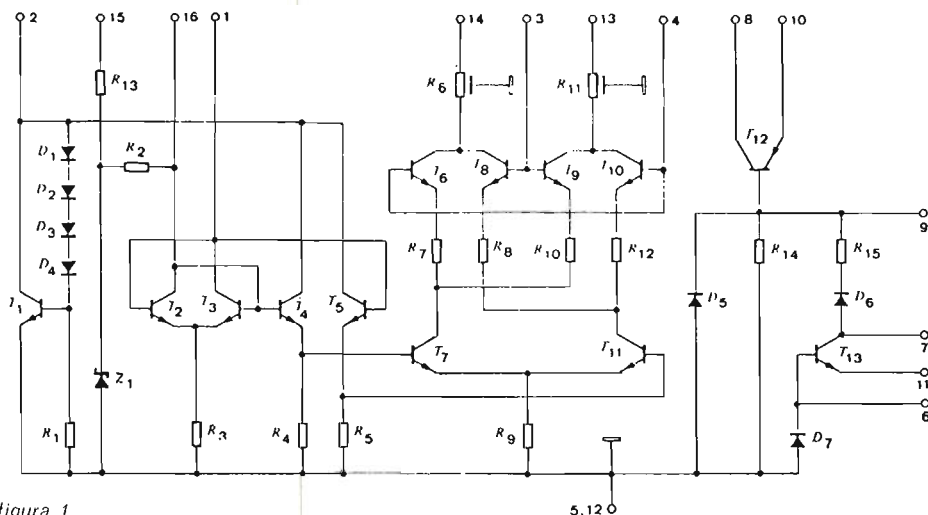 2 15 16 1 14 3 13 4 8 10
R13
R6 R11
T12
D1 R2
T6 T8 T9 T10
D2
9
D3 R7 R8 R10 R12 R14 R15
D4
D5 D6
T1 T2 T3 T4 T5
7
T7 T11 T13
11
Z1
6
R1 R3 R4 R5 R9 D7
5,12
figura 1